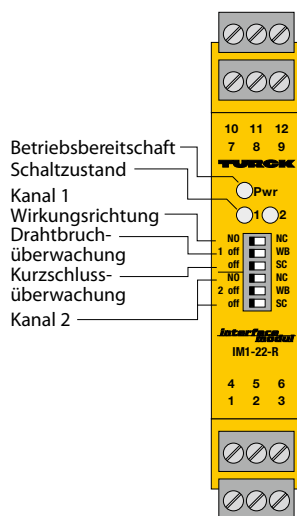 10 11 12
7 8 9
TURCK
Betriebsbereitschaft
Pwr
Schaltzustand
1 2
Kanal 1
Wirkungsrichtung
NO NC
Drahtbruch-
überwachung
1 off WB
Kurzschluss-
überwachung
off SC
NO NC
2 off WB
Kanal 2
off SC
interface
modul
IM1-22-R
4 5 6
1 2 3